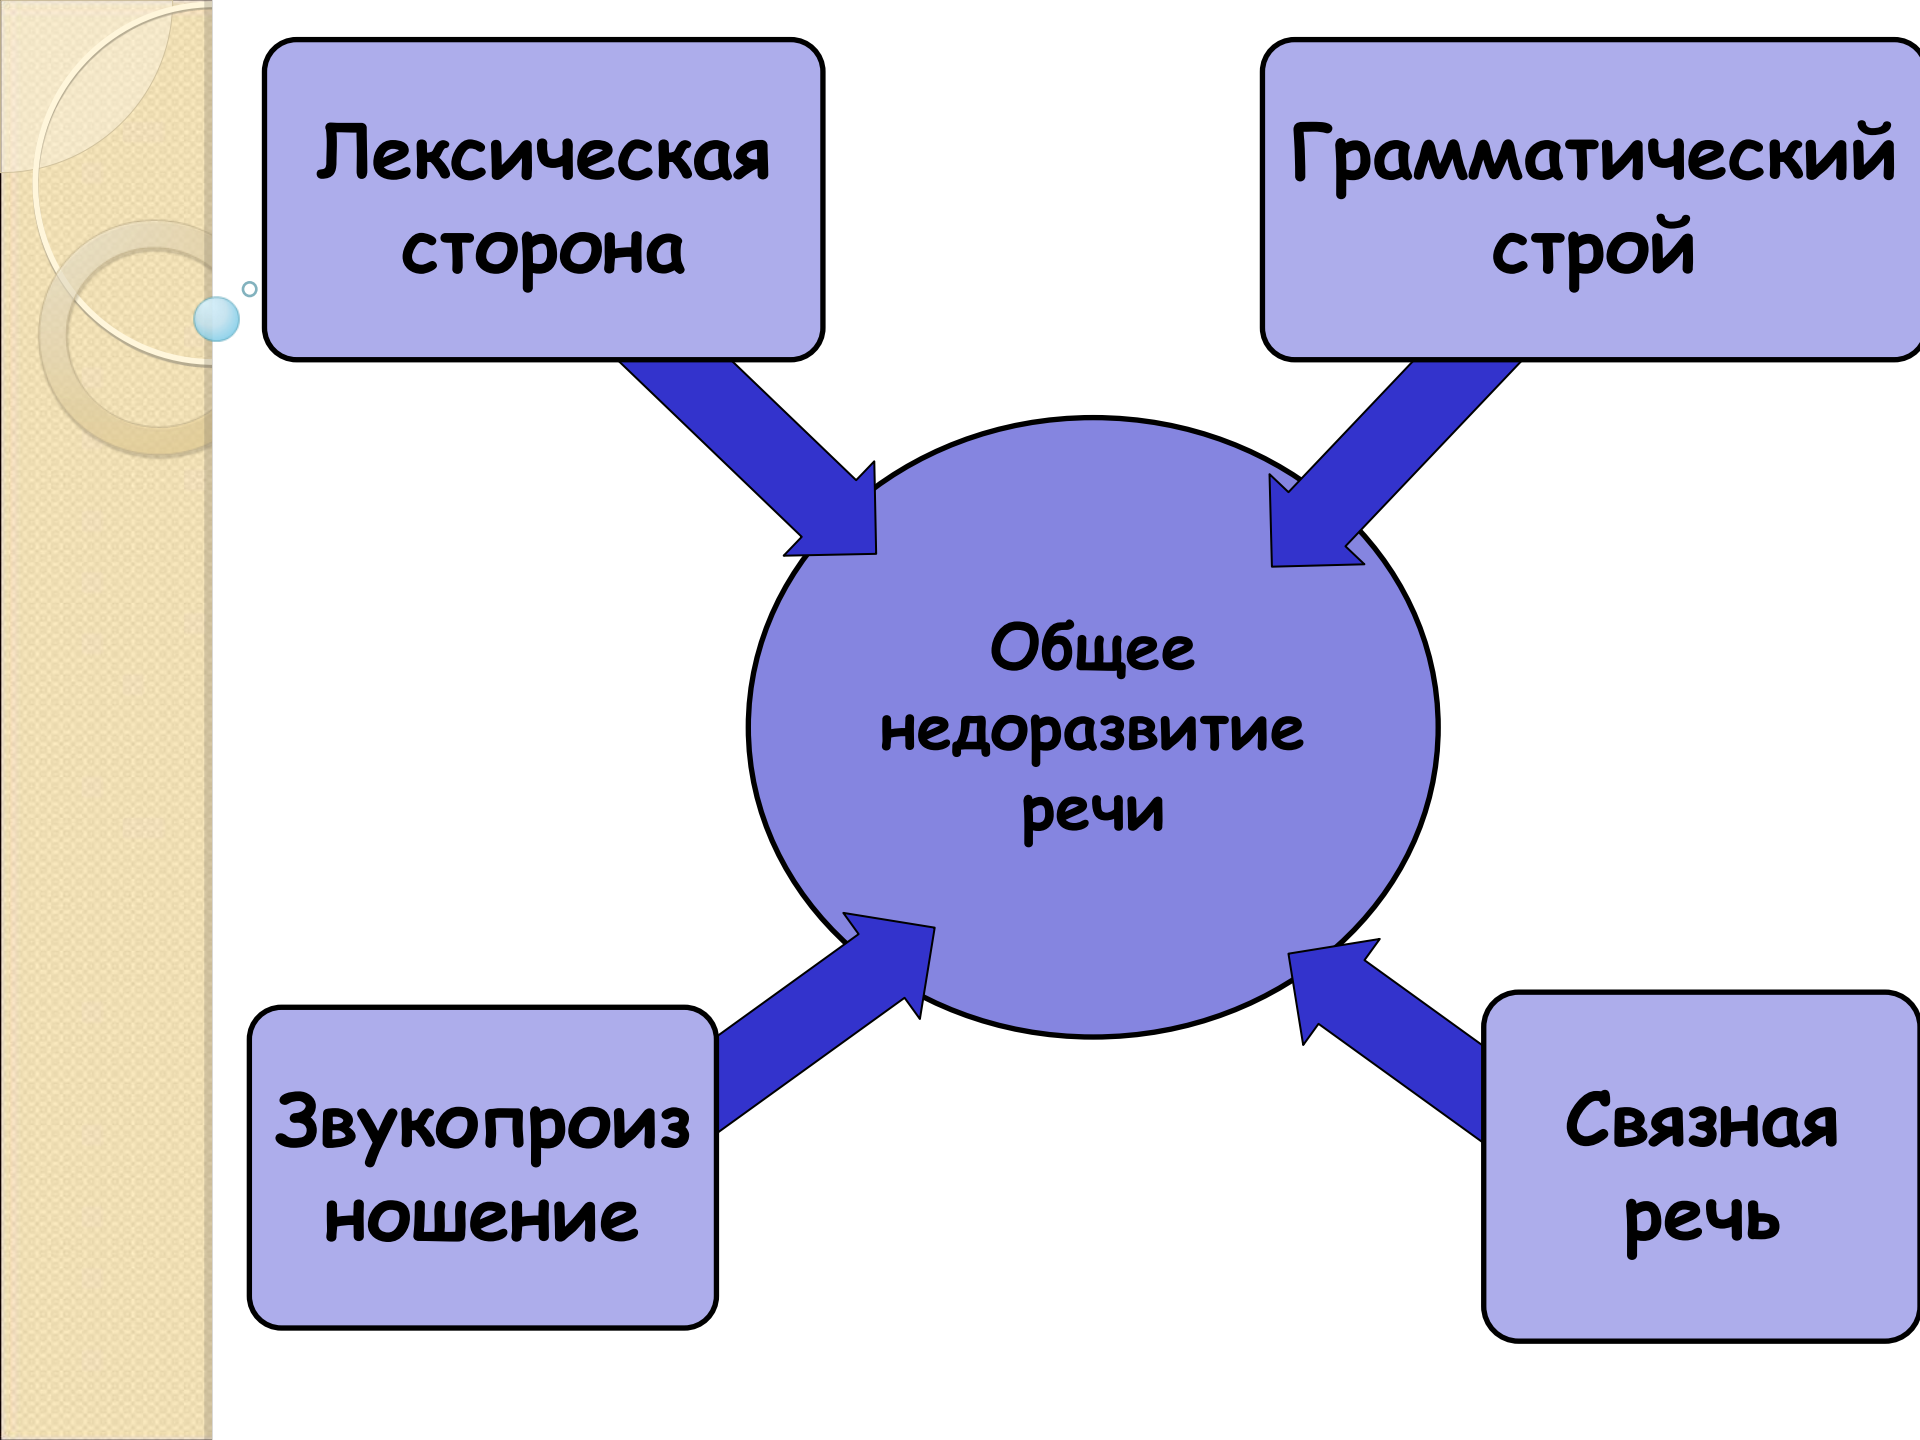 Лексическая
сторона
Грамматический
строй
Общее
недоразвитие
речи
Звукопроиз
ношение
Связная
речь